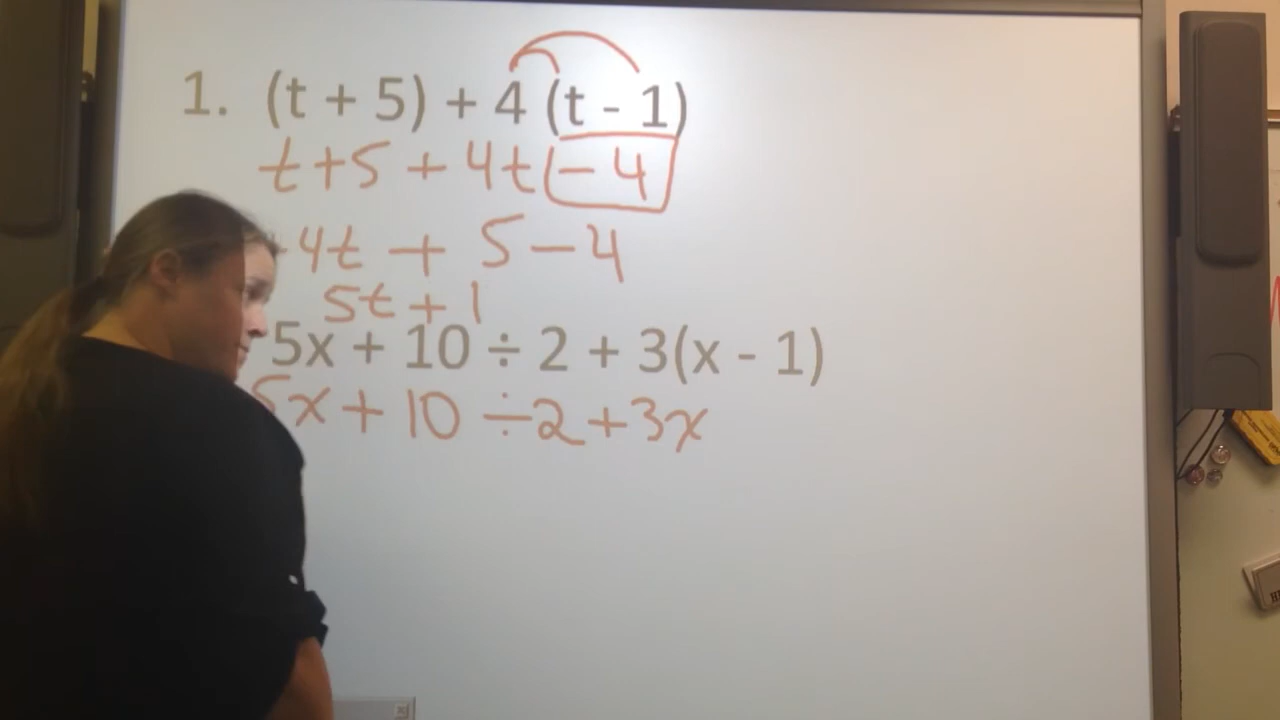 1. (t + 5) + 4 (t - 1)
t + 5 + 4t - 4
4t + 5 - 4
5t + 1
5x + 10 ÷ 2 + 3(x - 1)
5x + 10 ÷ 2 + 3x